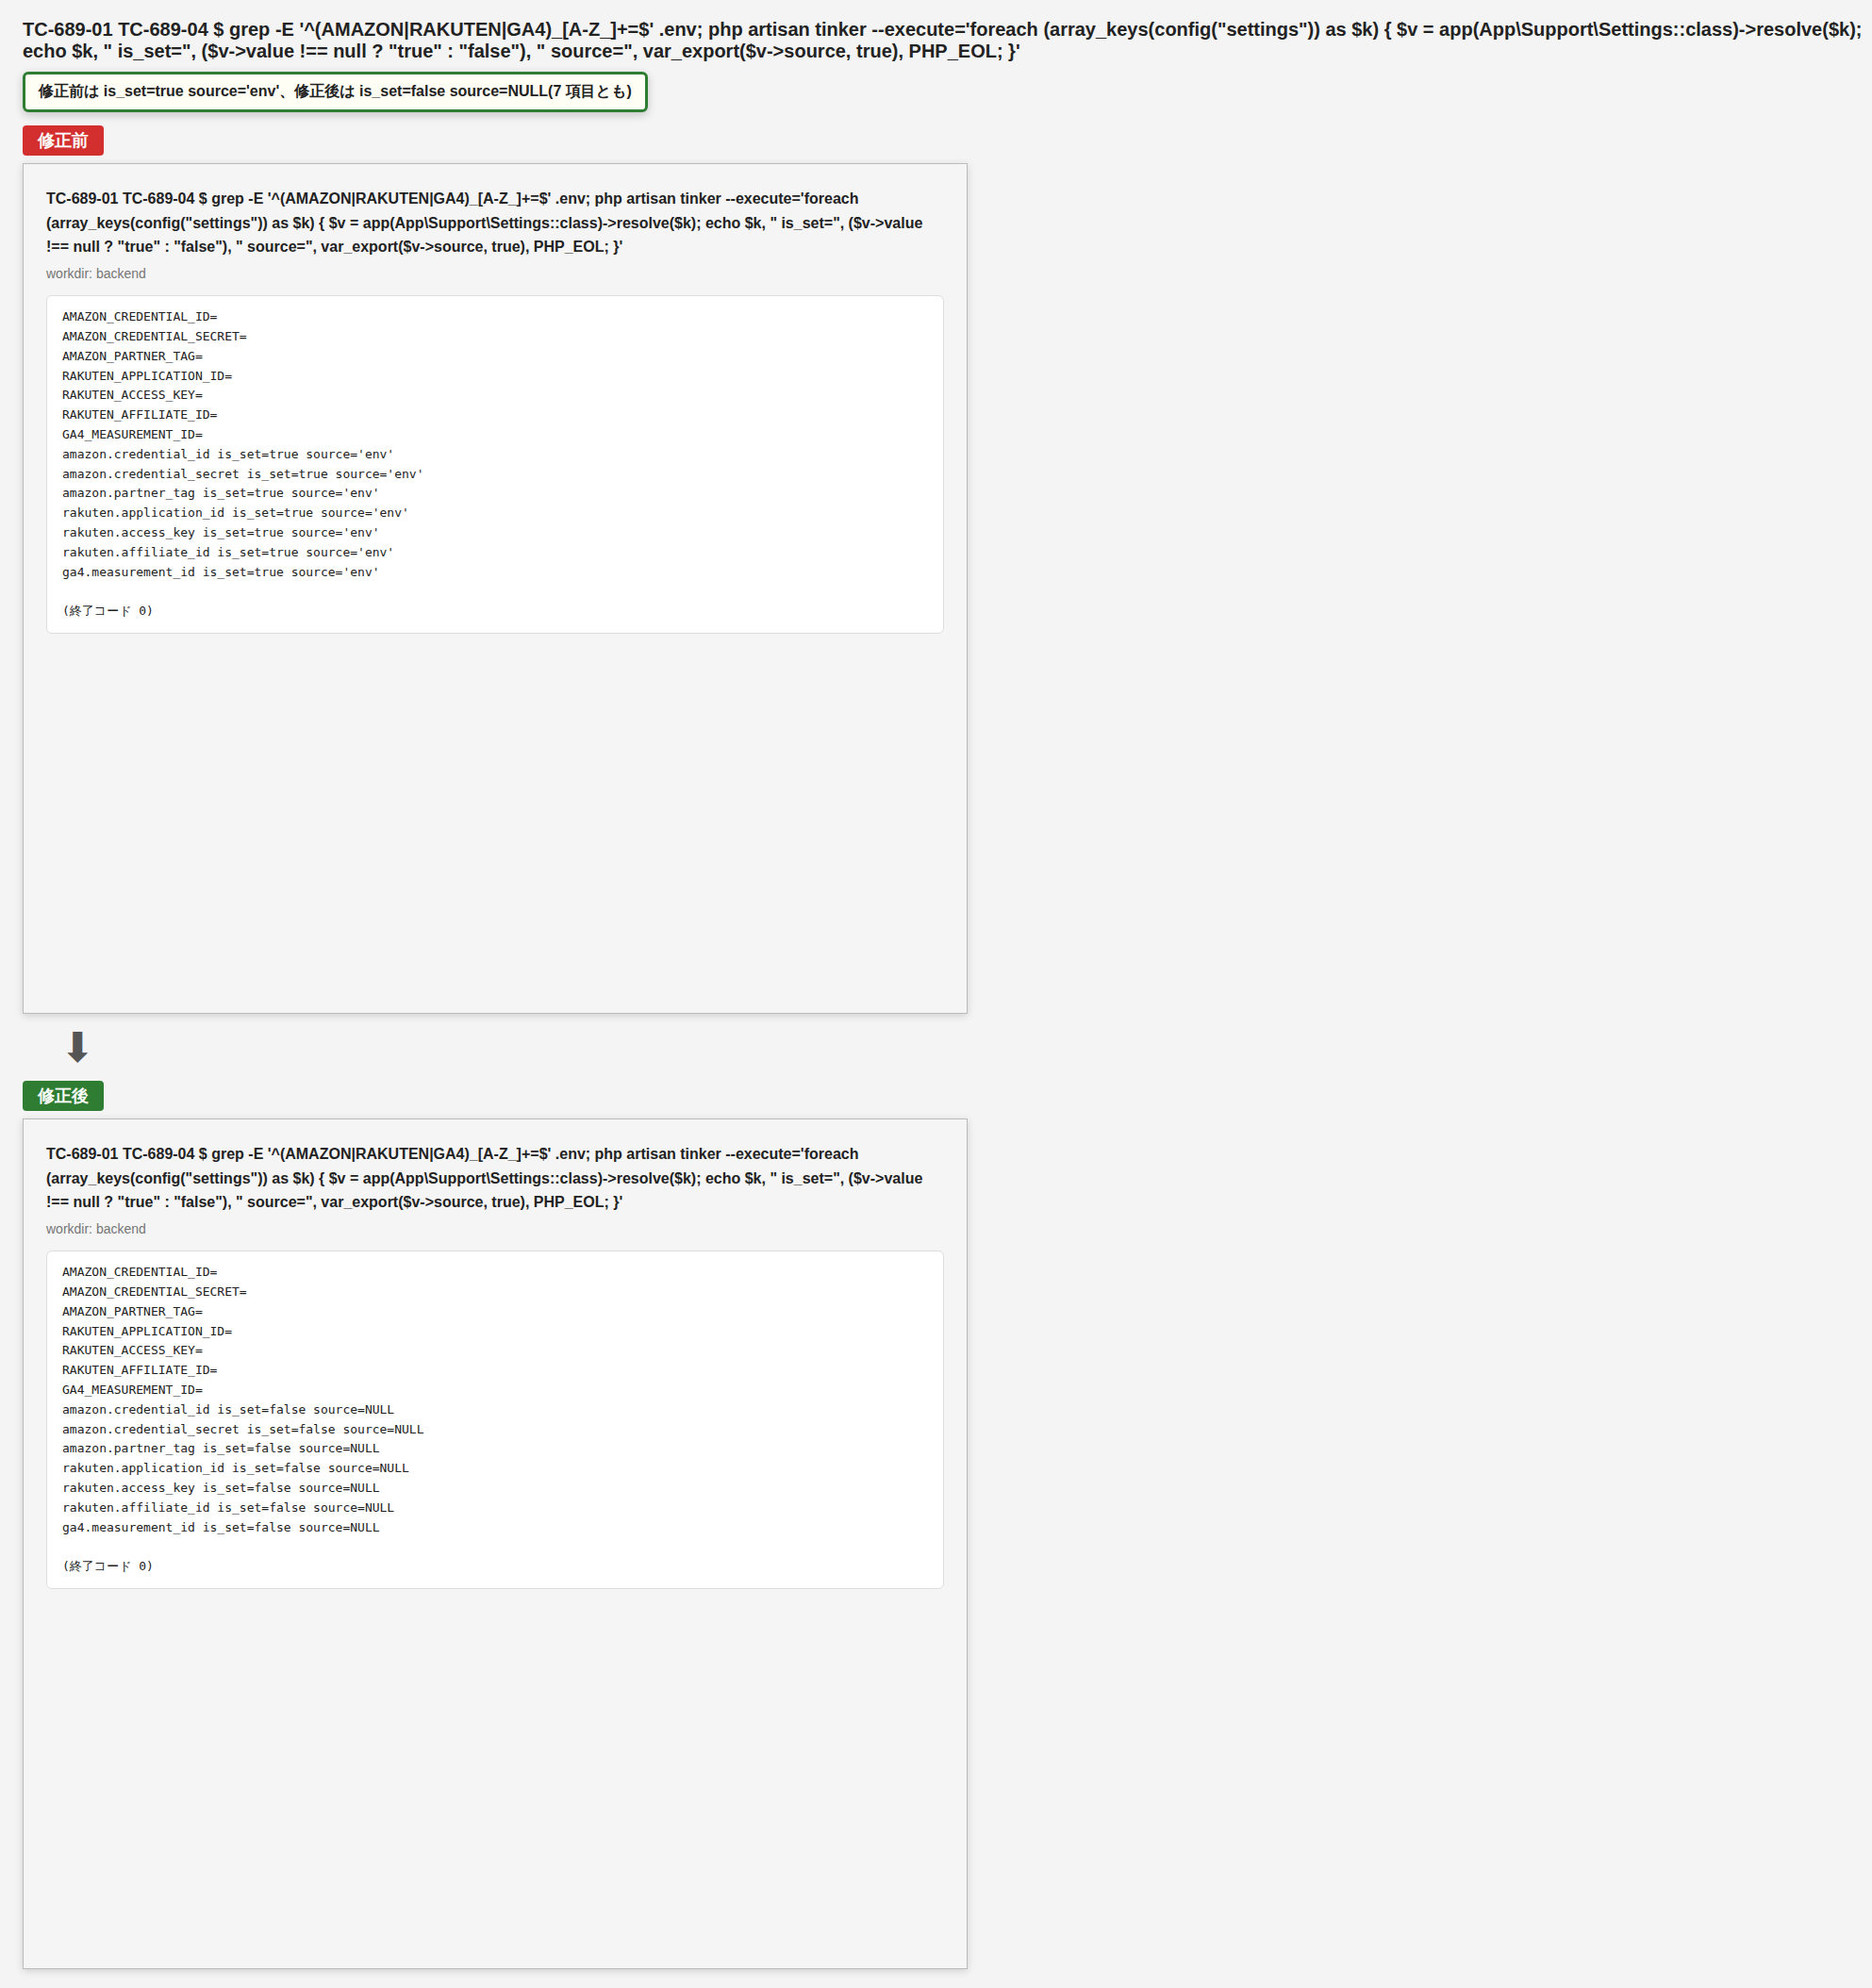 TC-689-01 TC-689-04 $ grep -E '^(AMAZON|RAKUTEN|GA4)_[A-Z_]+=$' .env; php artisan tinker --execute='foreach (array_keys(config("settings")) as $k) { $v = app(App\Support\Settings::class)->resolve($k);
echo $k, " is_set=", ($v->value !== null ? "true" : "false"), " source=", var_export($v->source, true), PHP_EOL; }'
修正前は is_set=true source='env'、修正後は is_set=false source=NULL(7 項目とも)
修正前
TC-689-01 TC-689-04 $ grep -E '^(AMAZON|RAKUTEN|GA4)_[A-Z_]+=$' .env; php artisan tinker --execute='foreach
(array_keys(config("settings")) as $k) { $v = app(App\Support\Settings::class)->resolve($k); echo $k, " is_set=", ($v->value
!== null ? "true" : "false"), " source=", var_export($v->source, true), PHP_EOL; }'
workdir: backend
AMAZON_CREDENTIAL_ID=
AMAZON_CREDENTIAL_SECRET=
AMAZON_PARTNER_TAG=
RAKUTEN_APPLICATION_ID=
RAKUTEN_ACCESS_KEY=
RAKUTEN_AFFILIATE_ID=
GA4_MEASUREMENT_ID=
amazon.credential_id is_set=true source='env'
amazon.credential_secret is_set=true source='env'
amazon.partner_tag is_set=true source='env'
rakuten.application_id is_set=true source='env'
rakuten.access_key is_set=true source='env'
rakuten.affiliate_id is_set=true source='env'
ga4.measurement_id is_set=true source='env'
(終了コード 0)
⬇
修正後
TC-689-01 TC-689-04 $ grep -E '^(AMAZON|RAKUTEN|GA4)_[A-Z_]+=$' .env; php artisan tinker --execute='foreach
(array_keys(config("settings")) as $k) { $v = app(App\Support\Settings::class)->resolve($k); echo $k, " is_set=", ($v->value
!== null ? "true" : "false"), " source=", var_export($v->source, true), PHP_EOL; }'
workdir: backend
AMAZON_CREDENTIAL_ID=
AMAZON_CREDENTIAL_SECRET=
AMAZON_PARTNER_TAG=
RAKUTEN_APPLICATION_ID=
RAKUTEN_ACCESS_KEY=
RAKUTEN_AFFILIATE_ID=
GA4_MEASUREMENT_ID=
amazon.credential_id is_set=false source=NULL
amazon.credential_secret is_set=false source=NULL
amazon.partner_tag is_set=false source=NULL
rakuten.application_id is_set=false source=NULL
rakuten.access_key is_set=false source=NULL
rakuten.affiliate_id is_set=false source=NULL
ga4.measurement_id is_set=false source=NULL
(終了コード 0)